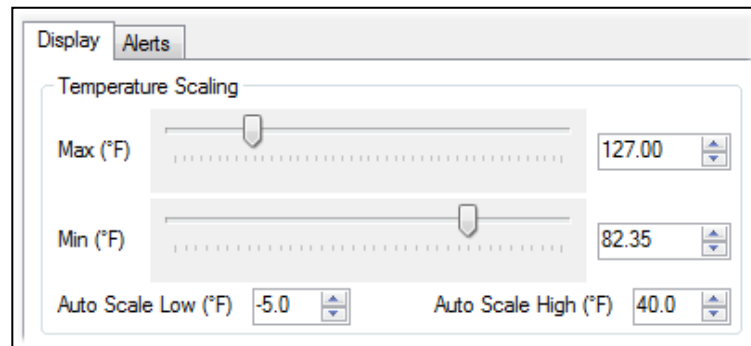 Display Alerts
Temperature Scaling
Max (°F) 127.00
Min (°F) 82.35
Auto Scale Low (°F) -5.0 Auto Scale High (°F) 40.0